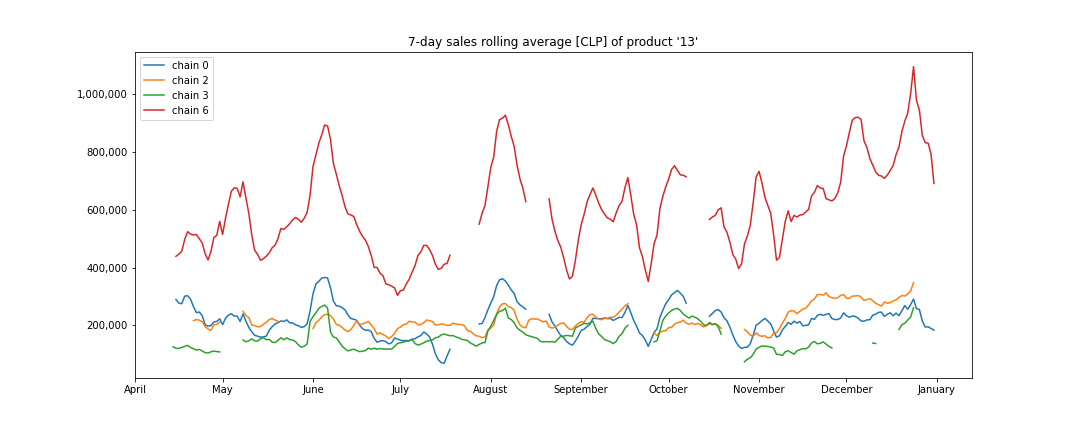 7-day sales rolling average [CLP] of product '13'
chain 0
chain 2
chain 3
chain 6
1,000,000
800,000
600,000
400,000
200,000
April May June July August September October November December January